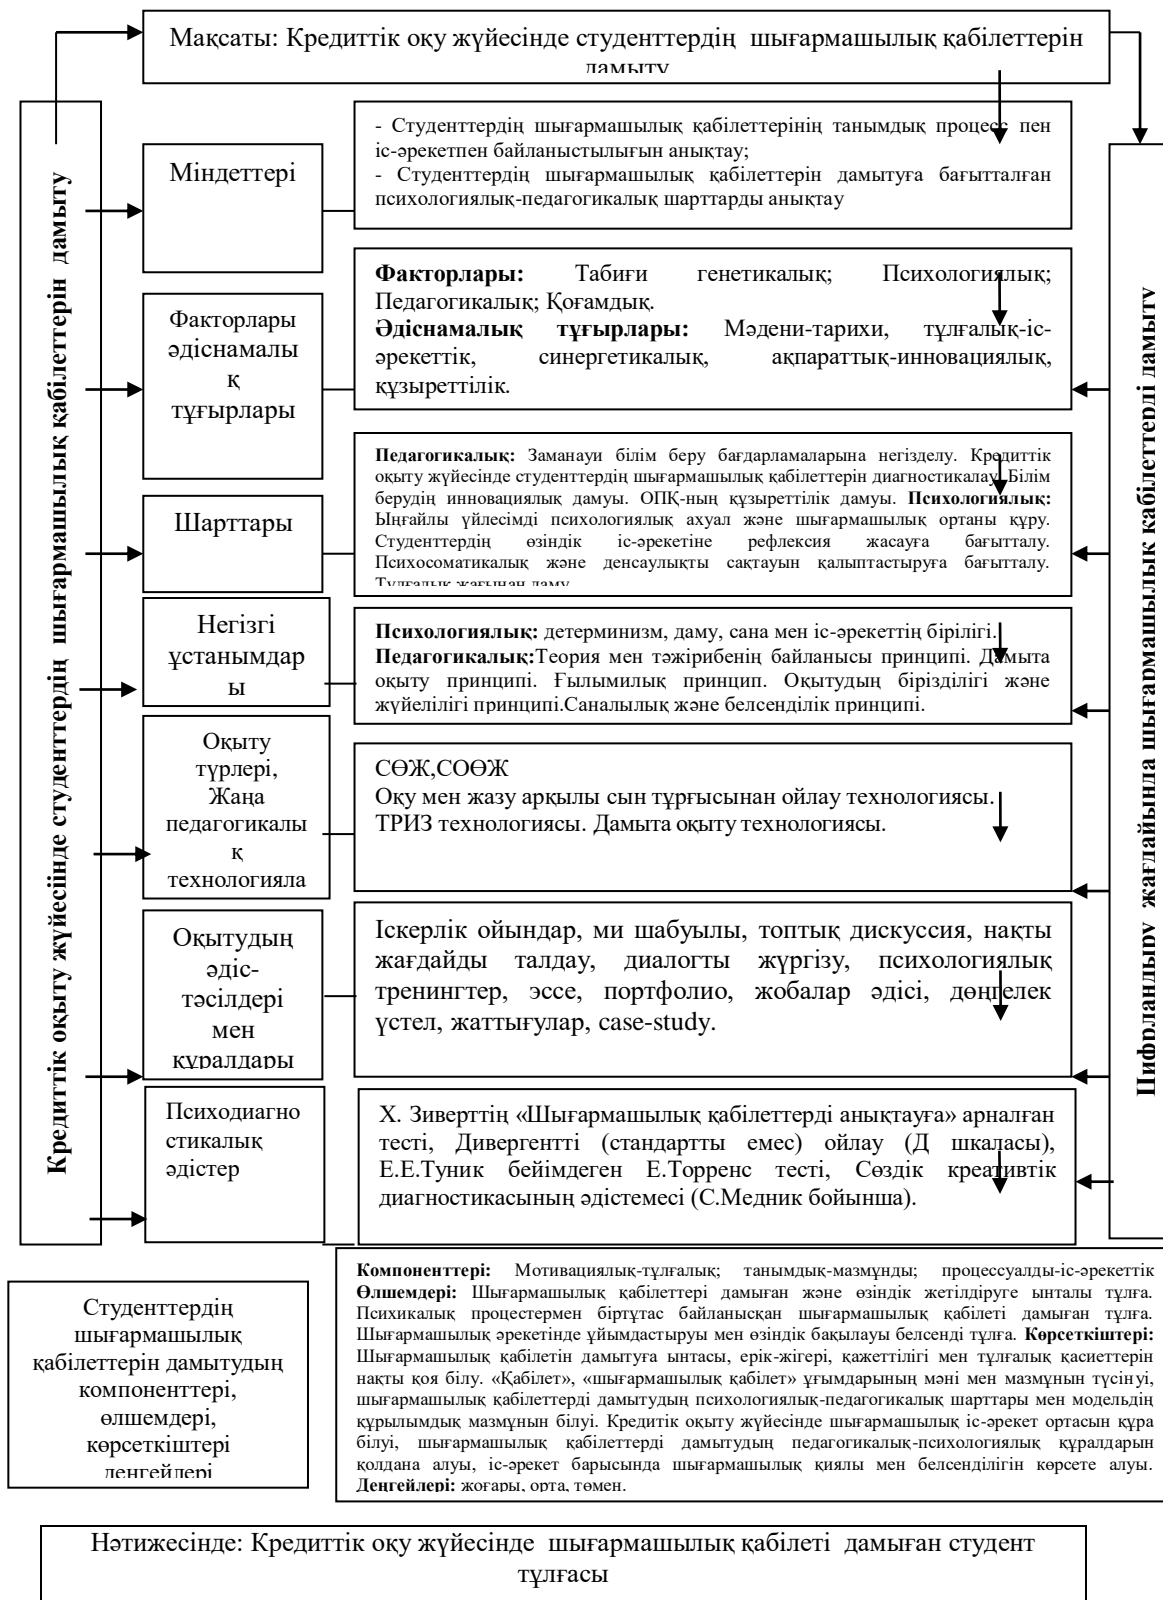 Мақсаты: Кредиттік оқу жүйесінде студенттердің шығармашылық қабілеттерін
дамыту
Кредиттік оқыту жүйесіінде студенттердің шығармашылық қабілеттерін дамыту
Міндеттері
- Студенттердің шығармашылық қабілеттерінің танымдық процесс пен
іс-әрекетпен байланыстылығын анықтау;
- Студенттердің шығармашылық қабілеттерін дамытуға бағытталған
психологиялық-педагогикалық шарттарды анықтау
Факторлары
әдіснамалы
қ
тұғырлары
Факторлары: Табиғи генетикалық; Психологиялық;
Педагогикалық; Қоғамдық.
Әдіснамалық тұғырлары: Мәдени-тарихи, тұлғалық-іс-
әрекеттік, синергетикалық, ақпараттық-инновациялық,
құзыреттілік.
Шарттары
Педагогикалық: Заманауи білім беру бағдарламаларына негізделу. Кредиттік
оқыту жүйесінде студенттердің шығармашылық қабілеттерін диагностикалау. Білім
берудің инновациялық дамуы. ОПҚ-ның құзыреттілік дамуы. Психологиялық:
Ыңғайлы үйлесімді психологиялық ахуал және шығармашылық ортаны құру.
Студенттердің өзіндік іс-әрекетіне рефлексия жасауға бағытталу.
Психосоматикалық және денсаулықты сақтауын қалыптастыруға бағытталу.
Тұлғалық жағынан даму
Негізгі
ұстанымдар
ы
Психологиялық: детерминизм, даму, сана мен іс-әрекеттің бірілігі.
Педагогикалық:Теория мен тәжірибенің байланысы принципі. Дамыта
оқыту принципі. Ғылымилық принцип. Оқытудың бірізділігі және
жүйелілігі принципі.Саналылық және белсенділік принципі.
Оқыту
түрлері,
Жаңа
педагогикалы
қ
технологияла
СӨЖ,СОӨЖ
Оқу мен жазу арқылы сын тұрғысынан ойлау технологиясы.
ТРИЗ технологиясы. Дамыта оқыту технологиясы.
Оқытудың
әдіс-
тәсілдері
мен
құралдары
Іскерлік ойындар, ми шабуылы, топтық дискуссия, нақты
жағдайды талдау, диалогты жүргізу, психологиялық
тренингтер, эссе, портфолио, жобалар әдісі, дөңгелек
үстел, жаттығулар, case-study.
Психодиагно
стикалық
әдістер
Х. Зиверттің «Шығармашылық қабілеттерді анықтауға» арналған
тесті, Дивергентті (стандартты емес) ойлау (Д шкаласы),
Е.Е.Туник бейімдеген Е.Торренс тесті, Сөздік креативтік
диагностикасының әдістемесі (С.Медник бойынша).
Цифрландыру жағдайында шығармашылық қабілеттерді дамыту
Студенттердің
шығармашылық
қабілеттерін дамытудың
компоненттері,
өлшемдері,
көрсеткіштері
деңгейлері
Компоненттері: Мотивациялық-тұлғалық; танымдық-мазмұнды; процессуалды-іс-әрекеттік
Өлшемдері: Шығармашылық қабілеттері дамыған және өзіндік жетілдіруге ынталы тұлға.
Психикалық процестермен біртұтас байланысқан шығармашылық қабілеті дамыған тұлға.
Шығармашылық әрекетінде ұйымдастыруы мен өзіндік бақылауы белсенді тұлға. Көрсеткіштері:
Шығармашылық қабілетін дамытуға ынтасы, ерік-жігері, қажеттілігі мен тұлғалық қасиеттерін
нақты қоя білу. «Қабілет», «шығармашылық қабілет» ұғымдарының мәні мен мазмұнын түсінуі,
шығармашылық қабілеттерді дамытудың психологиялық-педагогикалық шарттары мен модельдің
құрылымдық мазмұнын білуі. Кредитік оқыту жүйесінде шығармашылық іс-әрекет ортасын құра
білуі, шығармашылық қабілеттерді дамытудың педагогикалық-психологиялық құралдарын
қолдана алуы, іс-әрекет барысында шығармашылық қиялы мен белсенділігін көрсете алуы.
Деңгейлері: жоғары, орта, төмен.
Нәтижесінде: Кредиттік оқу жүйесінде шығармашылық қабілеті дамыған студент
тұлғасы